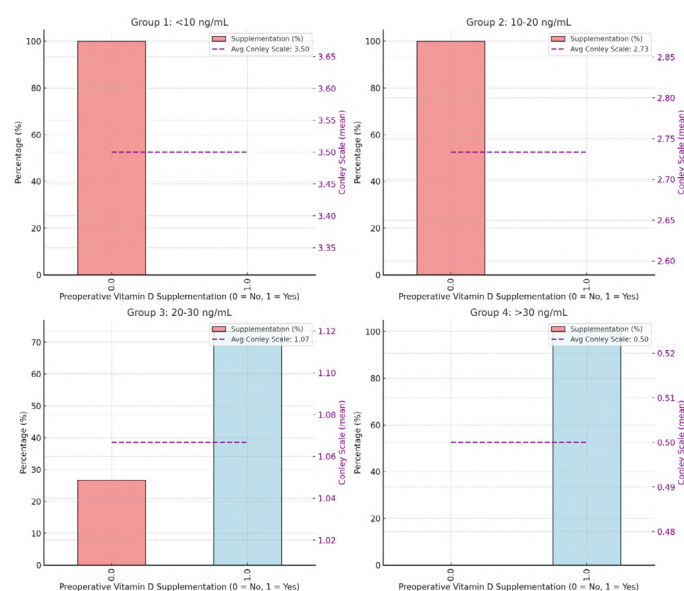 Group 1: <10 ng/mL
Supplementation (%)
Avg Conley Scale: 3.50
Percentage (%)
100
80
60
40
20
0
3.65
3.60
3.55
3.50
3.45
3.40
3.35
Conley Scale (mean)
0.0
1.0
Preoperative Vitamin D Supplementation (0 = No, 1 = Yes)
Group 2: 10-20 ng/mL
Supplementation (%)
Avg Conley Scale: 2.73
Percentage (%)
100
80
60
40
20
0
2.85
2.80
2.75
2.70
2.65
2.60
Conley Scale (mean)
0.0
1.0
Preoperative Vitamin D Supplementation (0 = No, 1 = Yes)
Group 3: 20-30 ng/mL
Supplementation (%)
Avg Conley Scale: 1.07
Percentage (%)
70
60
50
40
30
20
10
0
1.12
1.10
1.08
1.06
1.04
1.02
Conley Scale (mean)
0.0
1.0
Preoperative Vitamin D Supplementation (0 = No, 1 = Yes)
Group 4: >30 ng/mL
Supplementation (%)
Avg Conley Scale: 0.50
Percentage (%)
100
80
60
40
20
0
0.52
0.51
0.50
0.49
0.48
Conley Scale (mean)
0.0
1.0
Preoperative Vitamin D Supplementation (0 = No, 1 = Yes)